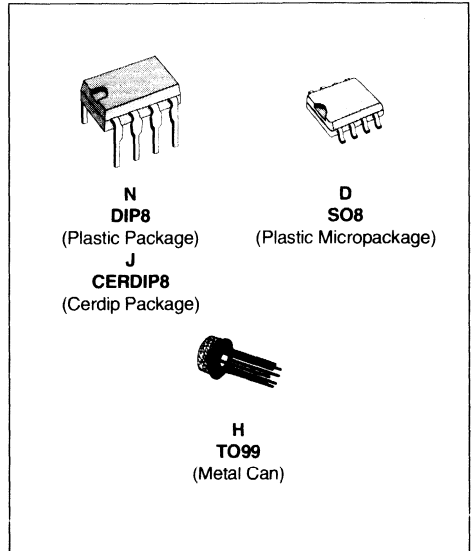 N
DIP8
(Plastic Package)
J
CERDIP8
(Cerdip Package)
D
SO8
(Plastic Micropackage)
H
TO99
(Metal Can)